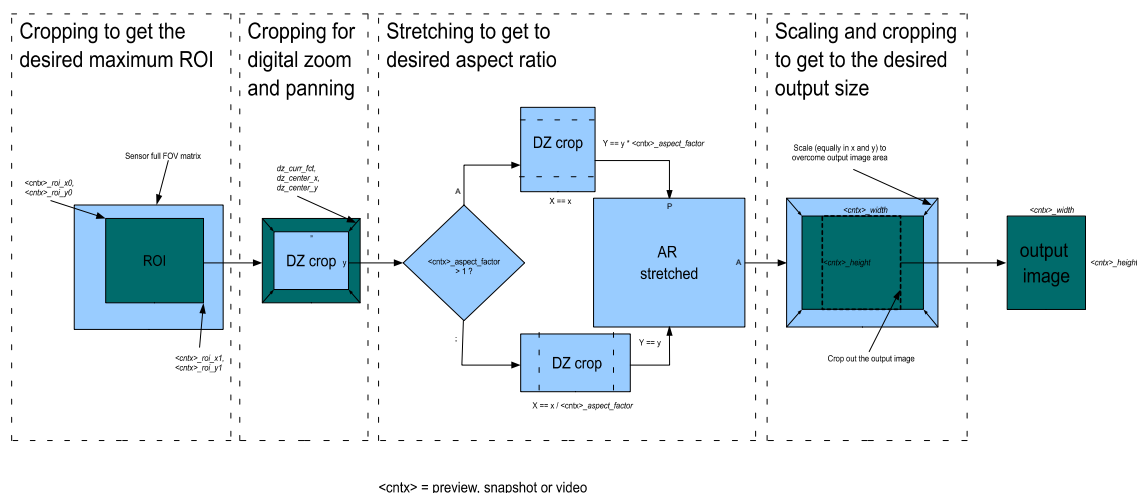 Cropping to get the
desired maximum ROI
Sensor full FOV matrix
<cntx>_roi_x0,
<cntx>_roi_y0
ROI
<cntx>_roi_x1,
<cntx>_roi_y1
Cropping for
digital zoom
and panning
dz_curr_fct,
dz_center_x,
dz_center_y
=
DZ crop
y
Stretching to get to
desired aspect ratio
<cntx>_aspect_factor
> 1 ?
A
;
DZ crop
X == x
Y == y * <cntx>_aspect_factor
DZ crop
X == x / <cntx>_aspect_factor
Y == y
P
AR
stretched
A
Scaling and cropping
to get to the desired
output size
Scale (equally in x and y) to
overcome output image area
<cntx>_width
<cntx>_height
Crop out the output image
<cntx>_width
output
image
<cntx>_height
<cntx> = preview, snapshot or video